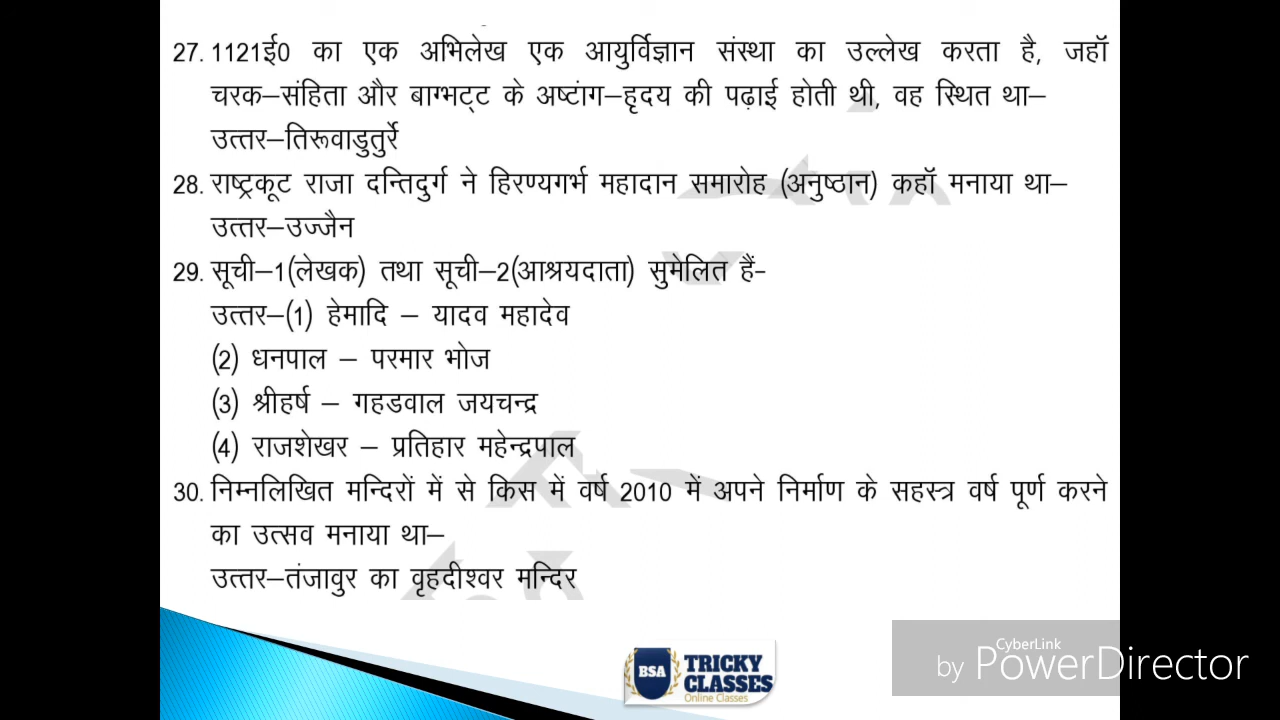 27. 1121ई0 का एक अभिलेख एक आयुर्विज्ञान संस्था का उल्लेख करता है, जहॉ
चरक–संहिता और बाग्भट्ट के अष्टांग–हृदय की पढ़ाई होती थी, वह स्थित था–
उत्तर–तिरूवाडुतुर्रे
28. राष्ट्रकूट राजा दन्तिदुर्ग ने हिरण्यगर्भ महादान समारोह (अनुष्ठान) कहॉ मनाया था–
उत्तर–उज्जैन
29. सूची–1(लेखक) तथा सूची–2(आश्रयदाता) सुमेलित हैं-
उत्तर–(1) हेमादि – यादव महादेव
(2) धनपाल – परमार भोज
(3) श्रीहर्ष – गहडवाल जयचन्द्र
(4) राजशेखर – प्रतिहार महेन्द्रपाल
30. निम्नलिखित मन्दिरों में से किस में वर्ष 2010 में अपने निर्माण के सहस्त्र वर्ष पूर्ण करने
का उत्सव मनाया था–
उत्तर–तंजावुर का वृहदीश्वर मन्दिर
BSA TRICKY
CLASSES
Online Classes
CyberLink
by PowerDirector